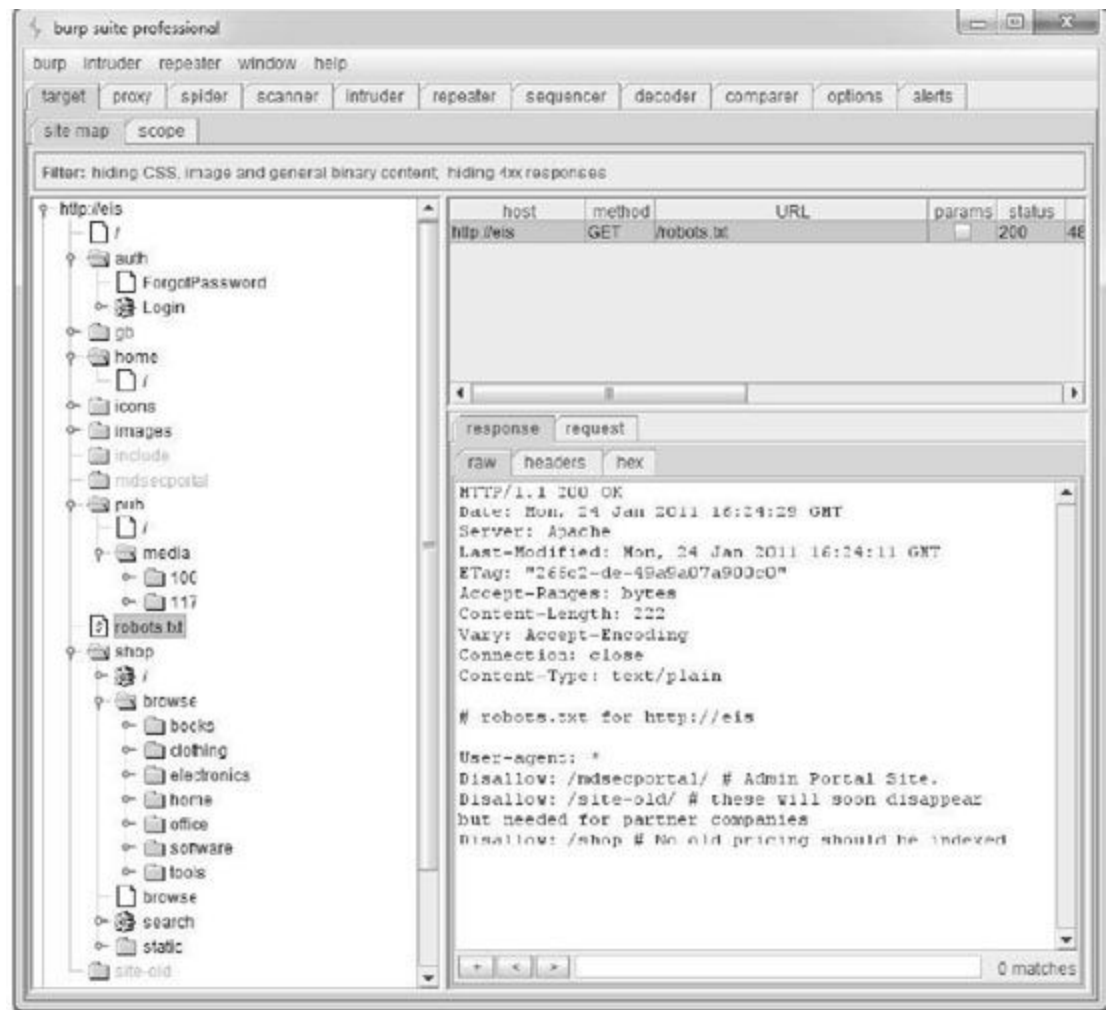 burp suite professional
burp intruder repeater window help
target proxy spider scanner intruder repeater sequencer decoder comparer options alerts
site map scope
Filter: hiding CSS, image and general binary content; hiding 4xx responses
http://eis
/
auth
ForgotPassword
Login
gb
home
/
icons
images
include
mdsecportal
pub
/
media
100
117
robots.txt
shop
/
browse
books
clothing
electronics
home
office
software
tools
browse
search
static
site-old
host method URL params status
http://eis GET /robots.txt 200 48
response request
raw headers hex
HTTP/1.1 200 OK
Date: Mon, 24 Jan 2011 16:24:29 GMT
Server: Apache
Last-Modified: Mon, 24 Jan 2011 16:24:11 GMT
ETag:
Accept-Ranges: bytes
Content-Length: 222
Vary: Accept-Encoding
Connection: close
Content-Type: text/plain
# robots.txt for http://eis
User-agent: *
Disallow: /mdsecportal/ # Admin Portal Site.
Disallow: /site-old/ # these will soon disappear
but needed for partner companies
Disallow: /shop # No old pricing should be indexed
+ < > 0 matches